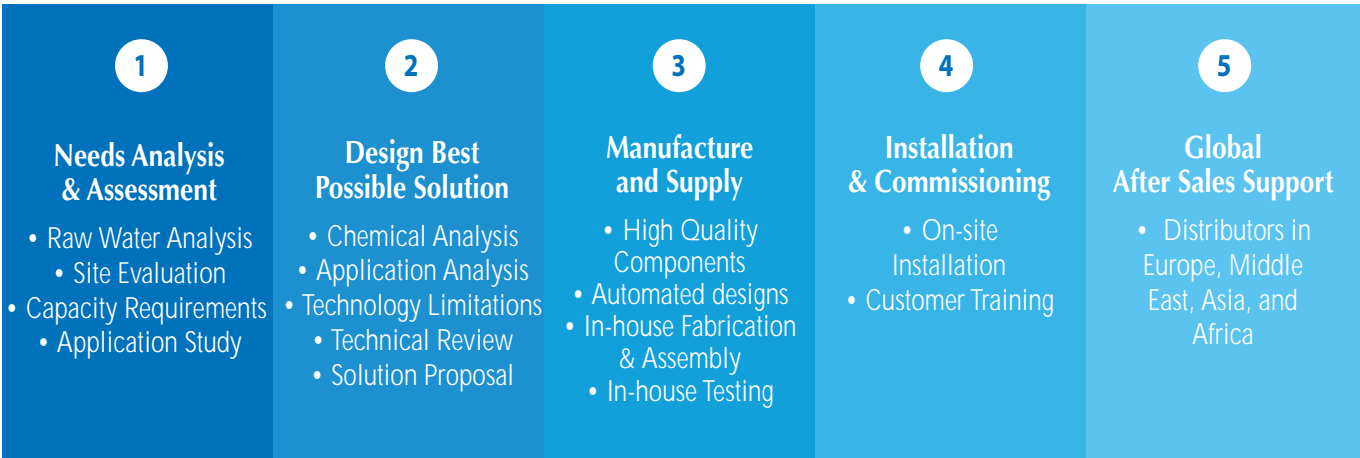 1
Needs Analysis
& Assessment
• Raw Water Analysis
• Site Evaluation
• Capacity Requirements
• Application Study
2
Design Best
Possible Solution
• Chemical Analysis
• Application Analysis
• Technology Limitations
• Technical Review
• Solution Proposal
3
Manufacture
and Supply
• High Quality
Components
• Automated designs
• In-house Fabrication
& Assembly
• In-house Testing
4
Installation
& Commissioning
• On-site
Installation
• Customer Training
5
Global
After Sales Support
• Distributors in
Europe, Middle
East, Asia, and
Africa